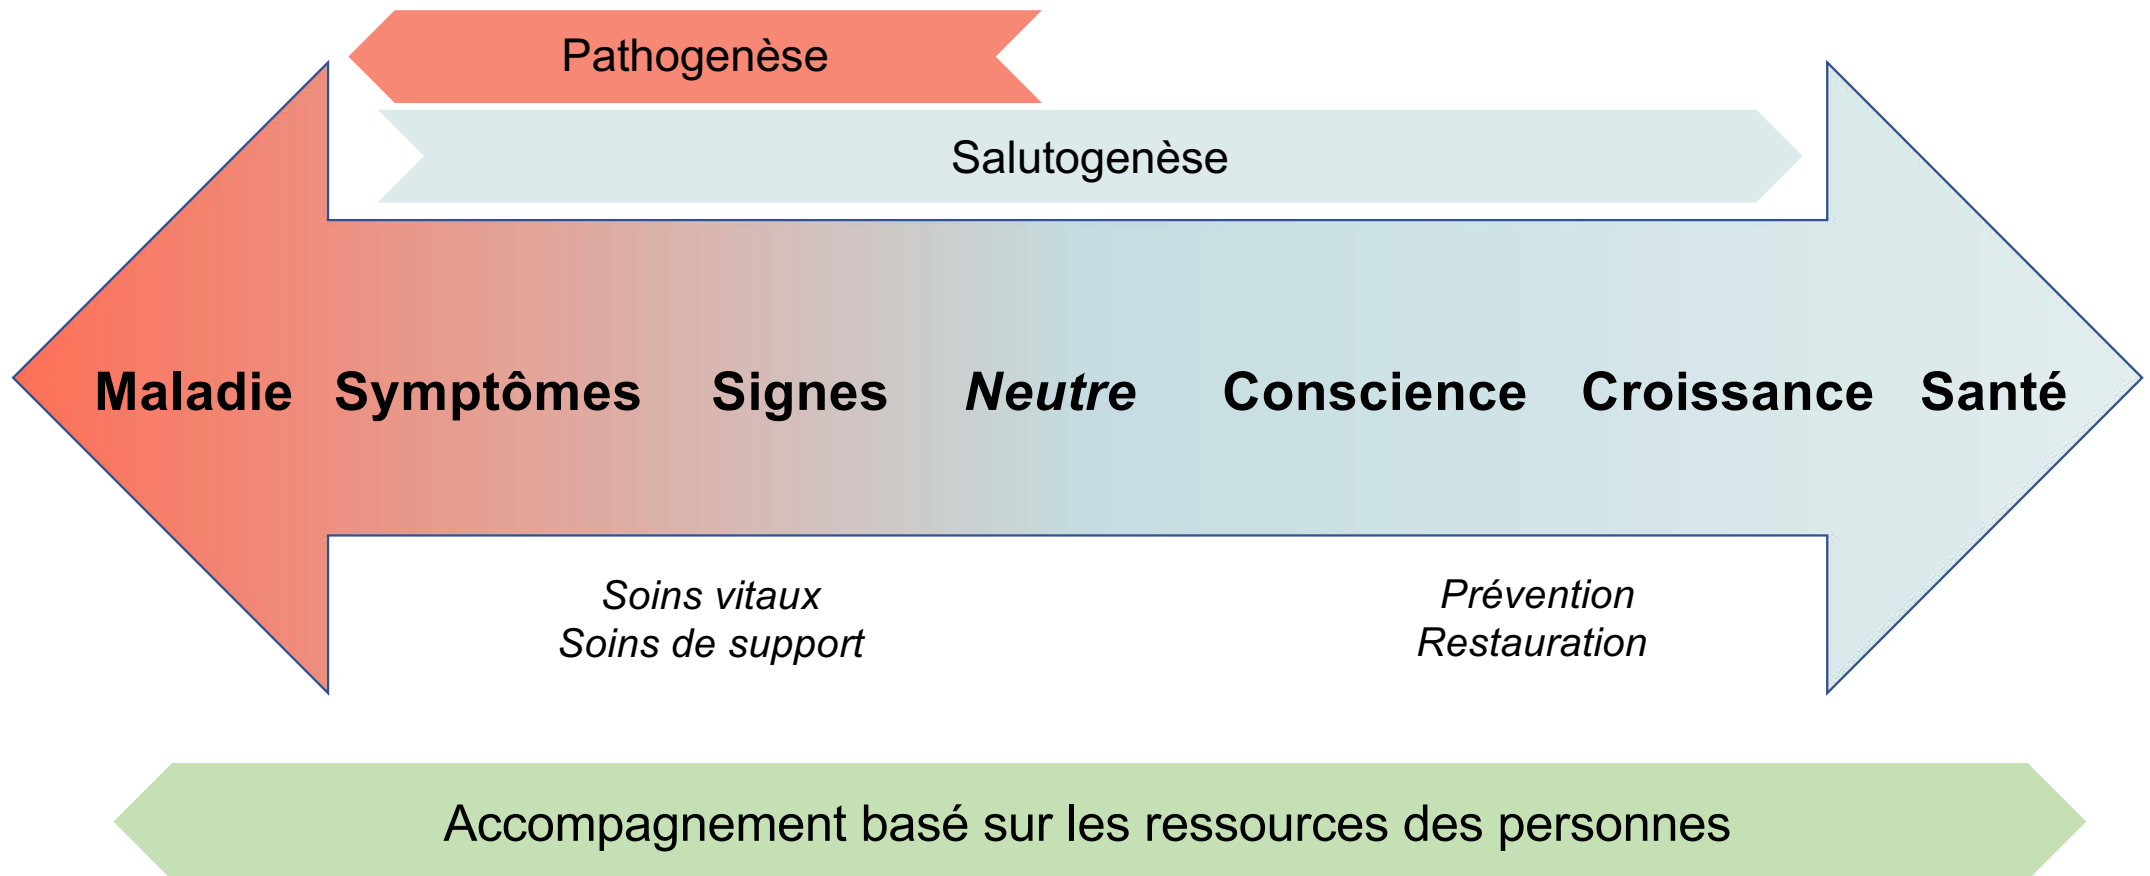 Pathogenèse
Salutogenèse
Maladie Symptômes Signes Neutre Conscience Croissance Santé
Soins vitaux
Soins de support
Prévention
Restauration
Accompagnement basé sur les ressources des personnes